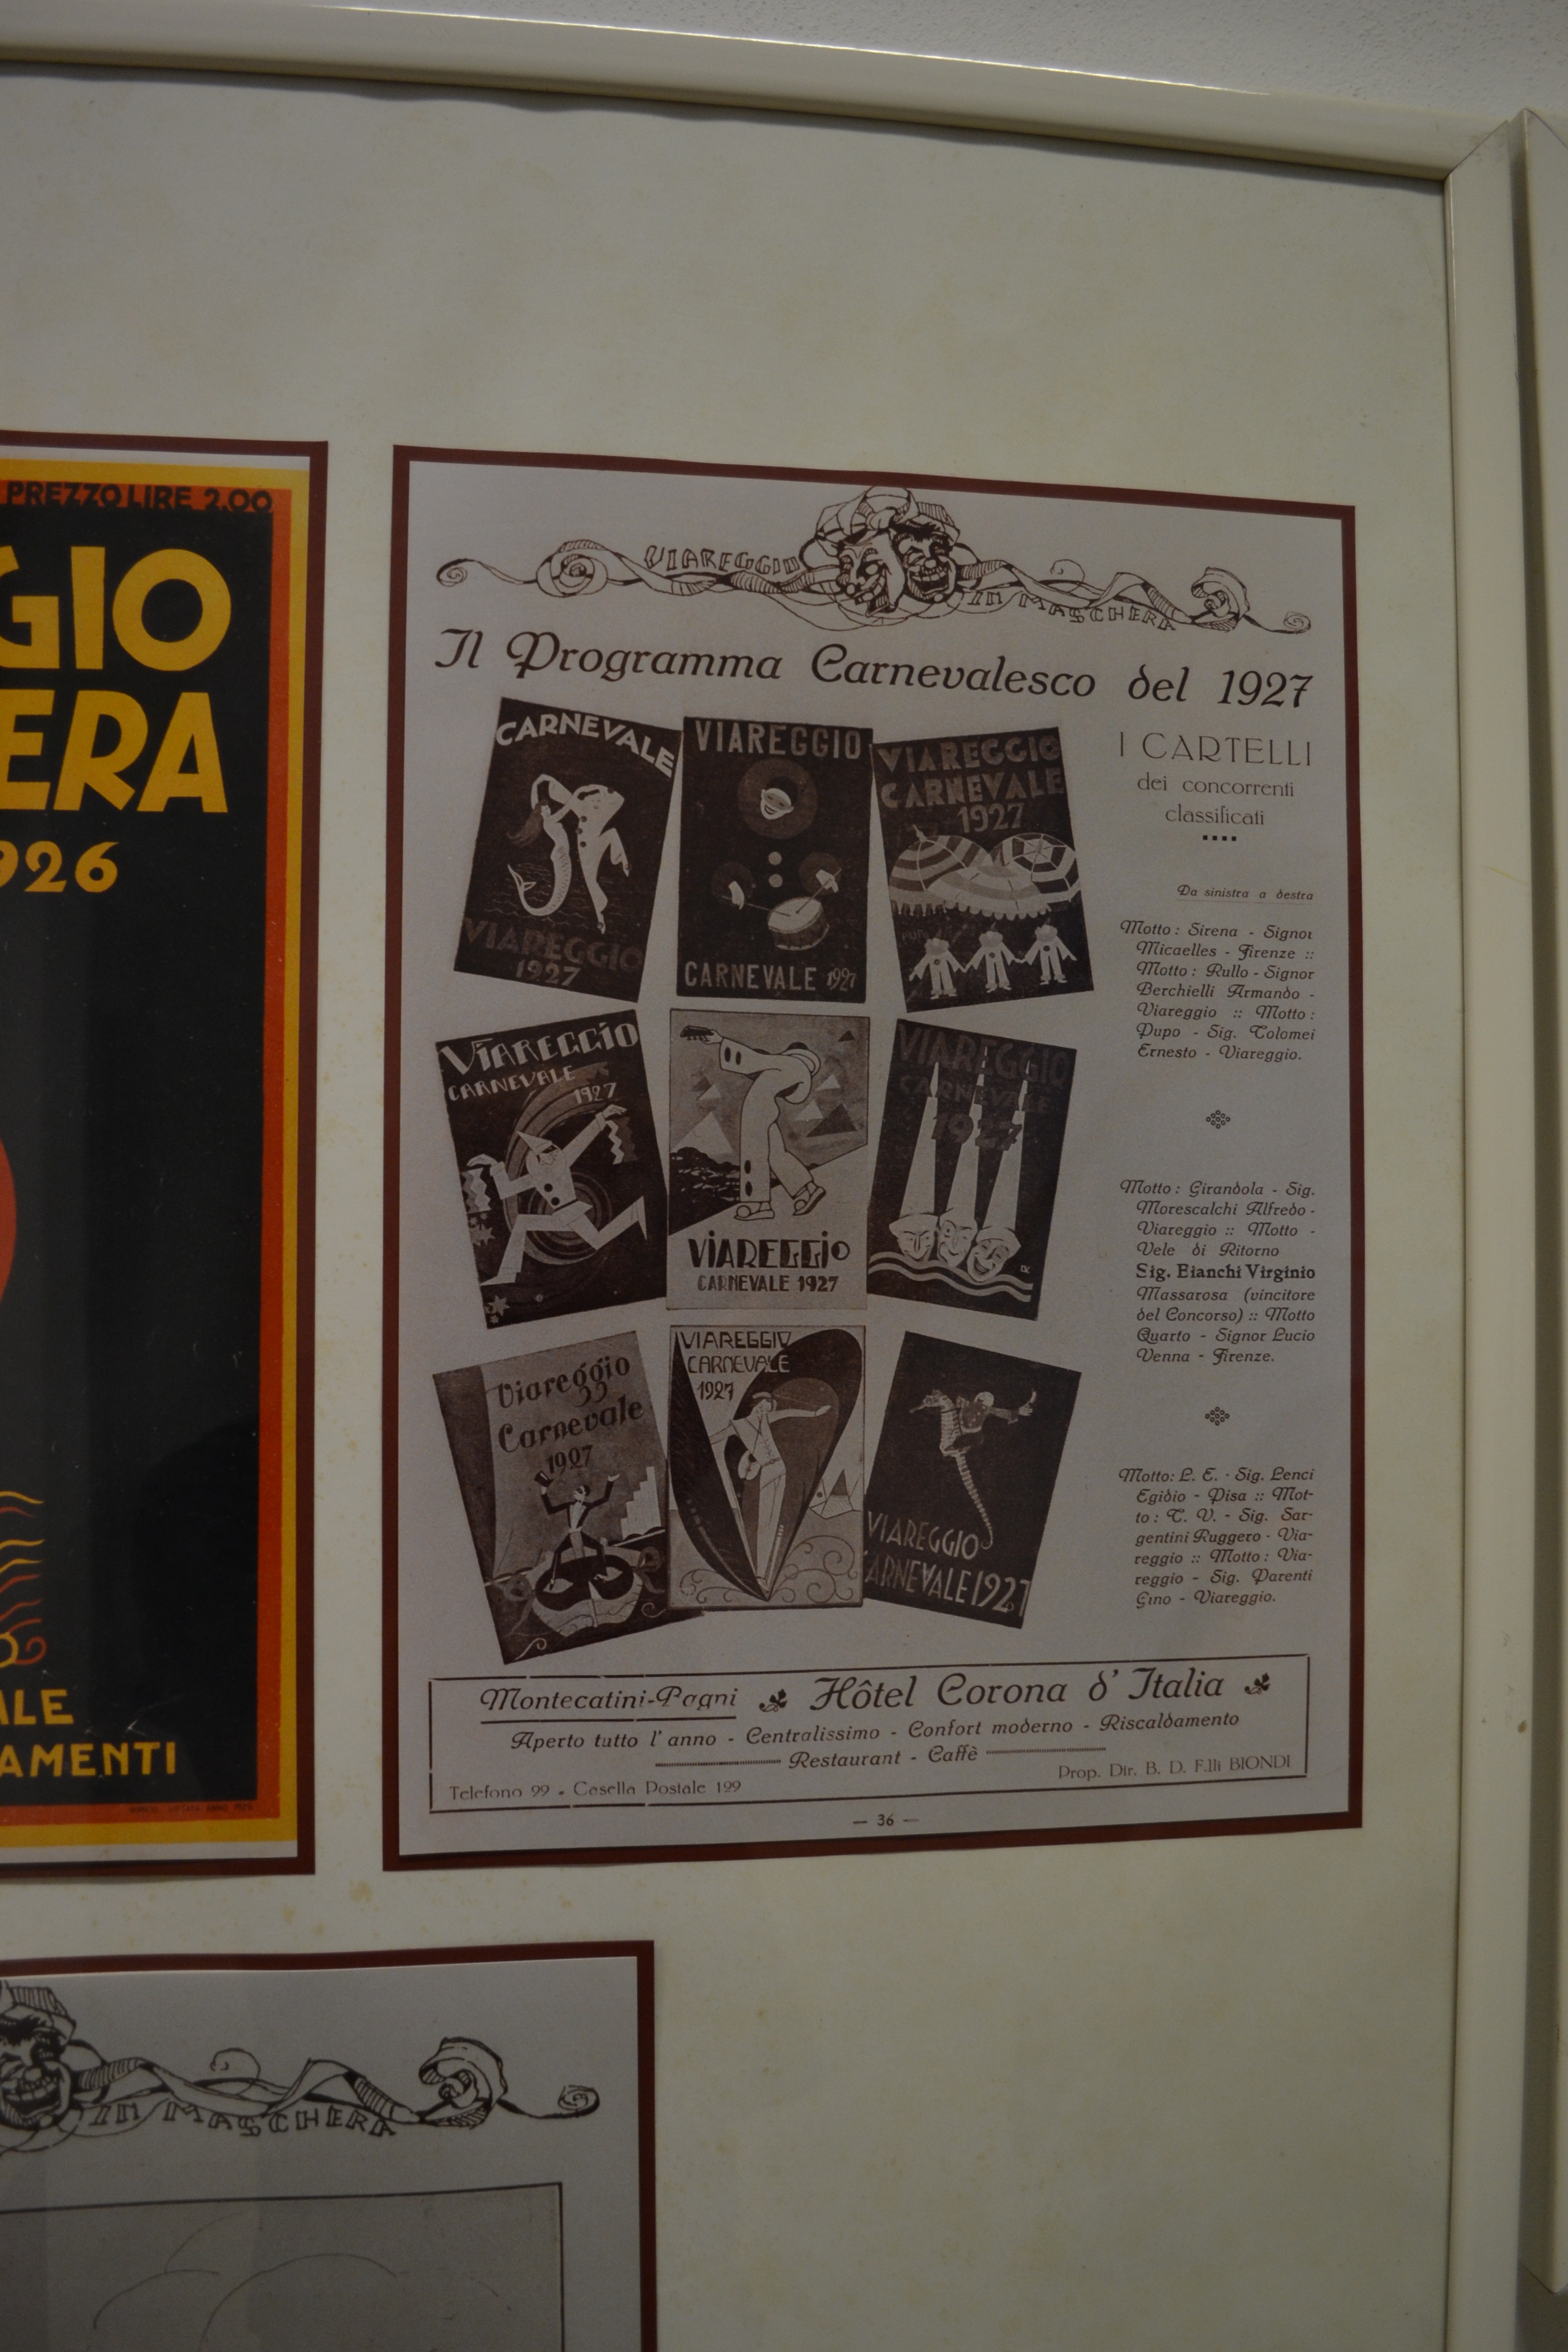 PREZZO LIRE 2.00
GIO
ERA
926
ALE
AMENTI
VIAREGGIO
IN MASCHERA
Il Programma Carnevalesco del 1927
CARNEVALE
VIAREGGIO
1927
VIAREGGIO
CARNEVALE 1927
VIAREGGIO
CARNEVALE
1927
PUPO
VIAREGGIO
CARNEVALE
1927
VIAREGGIO
CARNEVALE 1927
VIAREGGIO
CARNEVALE
1927
Viareggio
Carnevale
1927
VIAREGGIO
CARNEVALE
1927
VIAREGGIO
CARNEVALE 1927
I CARTELLI
dei concorrenti
classificati
Da sinistra a destra
Motto: Sirena - Signor
Micaelles - Firenze ::
Motto: Rullo - Signor
Berchielli Armando -
Viareggio :: Motto:
Pupo - Sig. Tolomei
Ernesto - Viareggio.
Motto: Girandola - Sig.
Morescalchi Alfredo -
Viareggio :: Motto -
Vele di Ritorno
Sig. Bianchi Virginio
Massarosa (vincitore
del Concorso) :: Motto
Quarto - Signor Lucio
Venna - Firenze.
Motto: L. E. - Sig. Lenci
Egidio - Pisa :: Mot-
to: T. V. - Sig. Sar-
gentini Ruggero - Via-
reggio :: Motto: Via-
reggio - Sig. Parenti
Gino - Viareggio.
Montecatini-Pagni Hôtel Corona d' Italia
Aperto tutto l' anno - Centralissimo - Confort moderno - Riscaldamento
Restaurant - Caffè
Telefono 99 - Casella Postale 129 Prop. Dir. B. D. F.lli BIONDI
— 36 —
IN MASCHERA